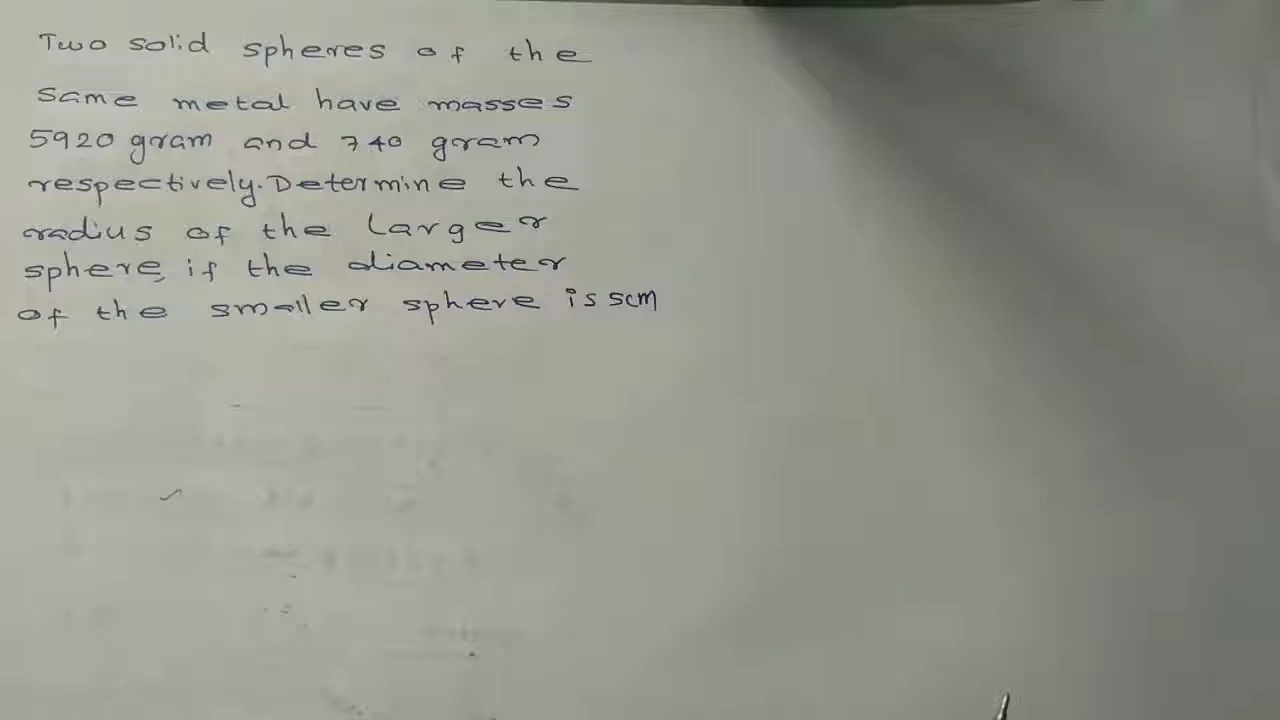 Two solid spheres of the
same metal have masses
5920 gram and 740 gram
respectively. Determine the
radius of the larger
sphere, if the diameter
of the smaller sphere is 5cm